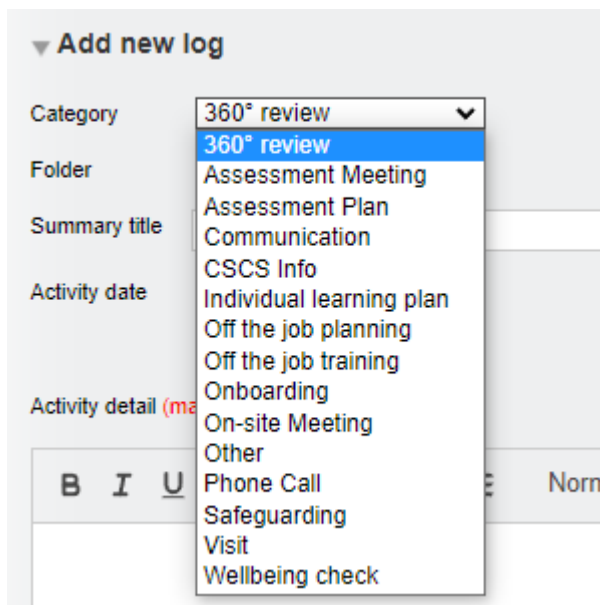 Add new log
Category 360° review
360° review
Folder
Assessment Meeting
Assessment Plan
Summary title
Communication
CSCS Info
Activity date
Individual learning plan
Off the job planning
Off the job training
Onboarding
Activity detail (ma
On-site Meeting
Other
B I U Phone Call Norn
Safeguarding
Visit
Wellbeing check